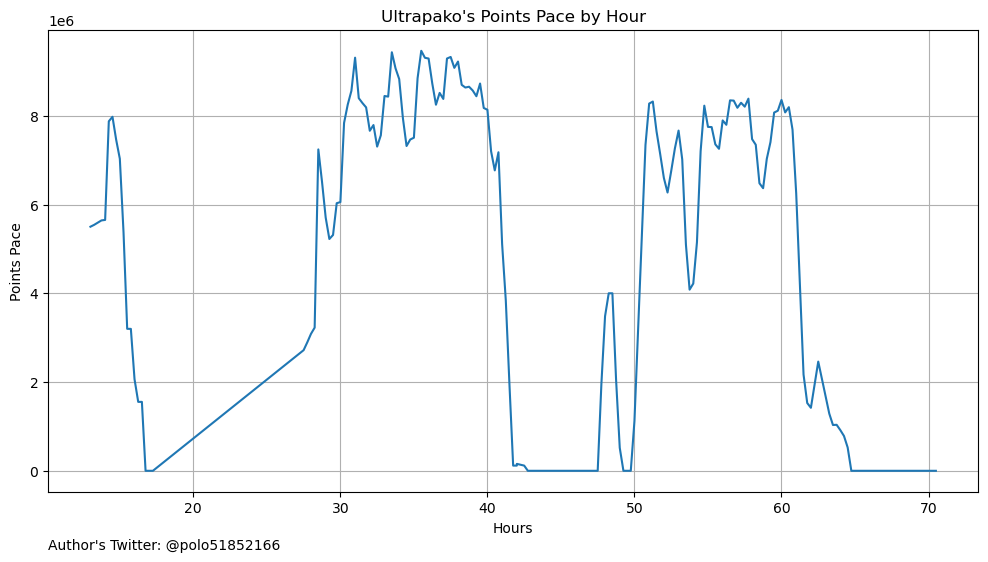 Ultrapako's Points Pace by Hour
1e6
8
6
4
2
0
Points Pace
20 30 40 50 60 70
Hours
Author's Twitter: @polo51852166